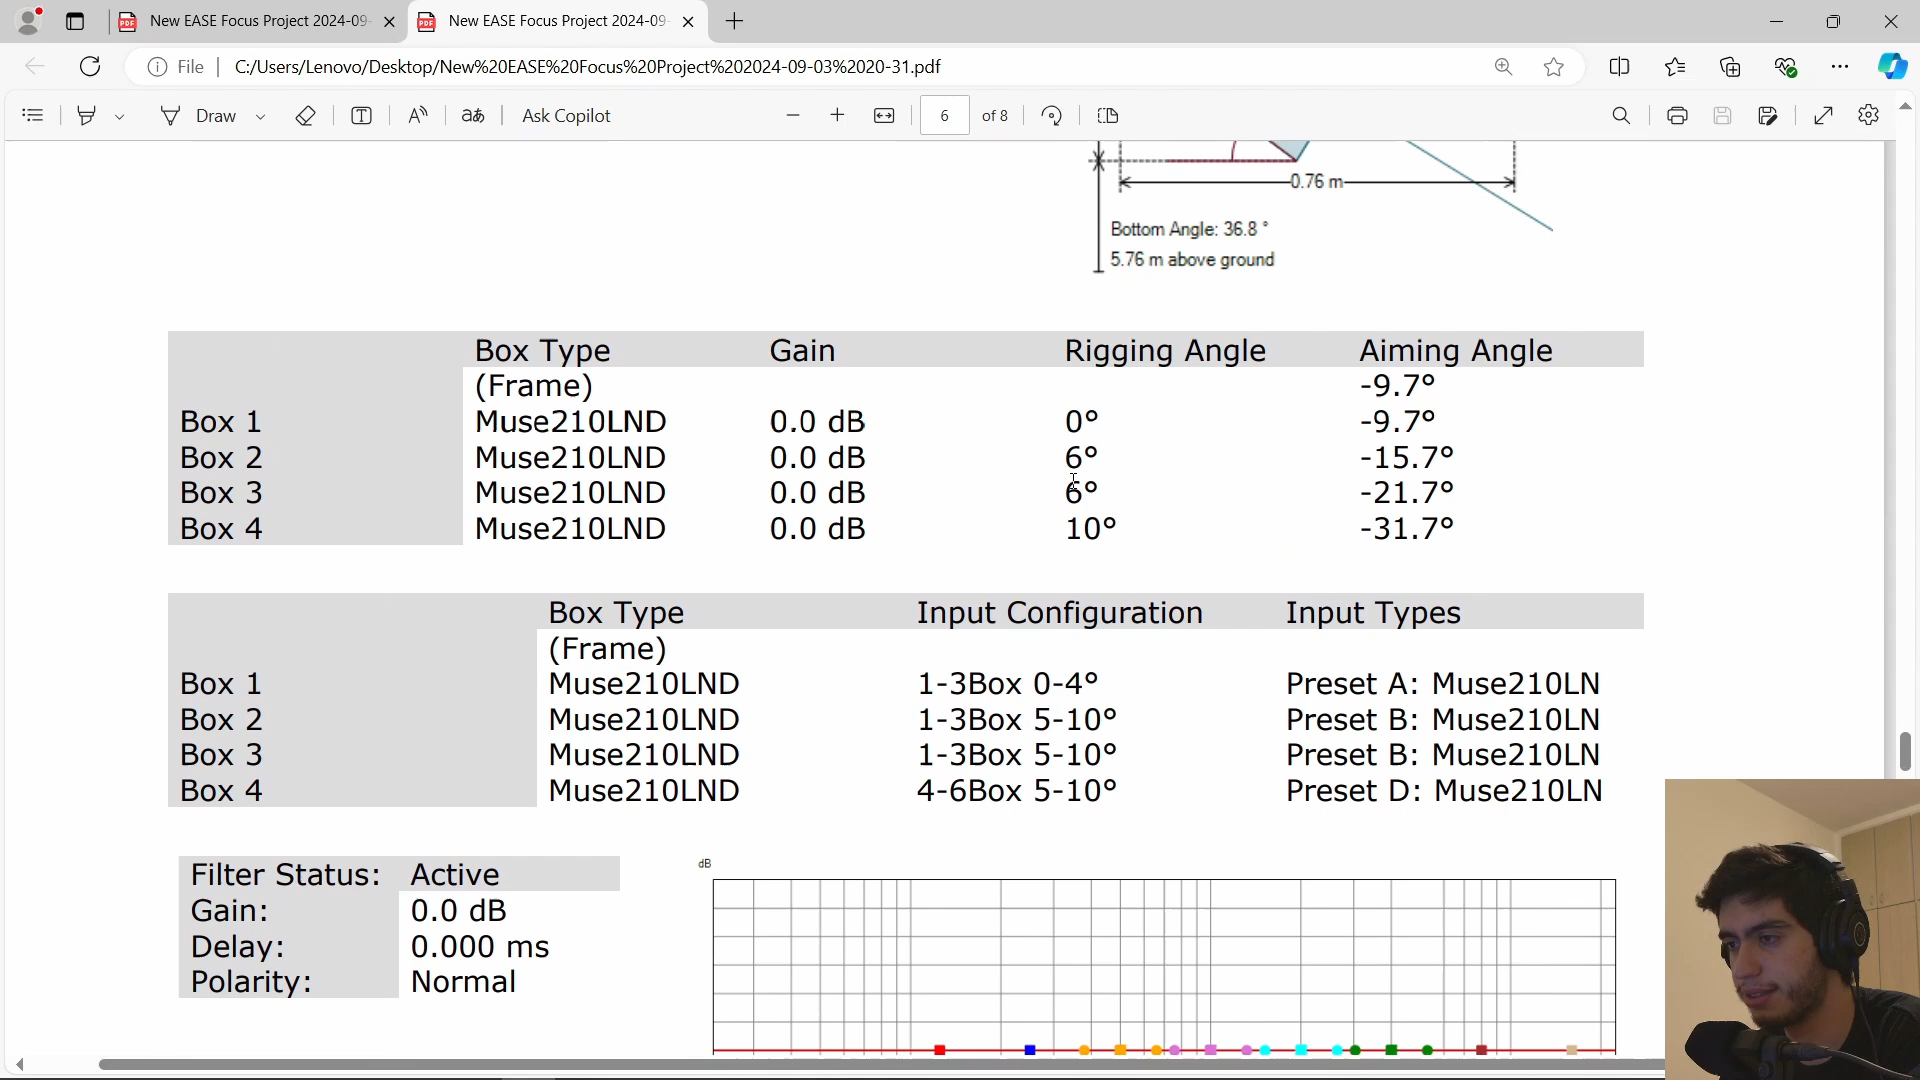 New EASE Focus Project 2024-09-
New EASE Focus Project 2024-09-
File C:/Users/Lenovo/Desktop/New%20EASE%20Focus%20Project%202024-09-03%2020-31.pdf
Draw Ask Copilot 6 of 8
0.76 m
Bottom Angle: 36.8 °
5.76 m above ground
Box Type Gain Rigging Angle Aiming Angle
(Frame) -9.7°
Box 1 Muse210LND 0.0 dB 0° -9.7°
Box 2 Muse210LND 0.0 dB 6° -15.7°
Box 3 Muse210LND 0.0 dB 6° -21.7°
Box 4 Muse210LND 0.0 dB 10° -31.7°
Box Type Input Configuration Input Types
(Frame)
Box 1 Muse210LND 1-3Box 0-4° Preset A: Muse210LN
Box 2 Muse210LND 1-3Box 5-10° Preset B: Muse210LN
Box 3 Muse210LND 1-3Box 5-10° Preset B: Muse210LN
Box 4 Muse210LND 4-6Box 5-10° Preset D: Muse210LN
Filter Status: Active
Gain: 0.0 dB
Delay: 0.000 ms
Polarity: Normal
dB